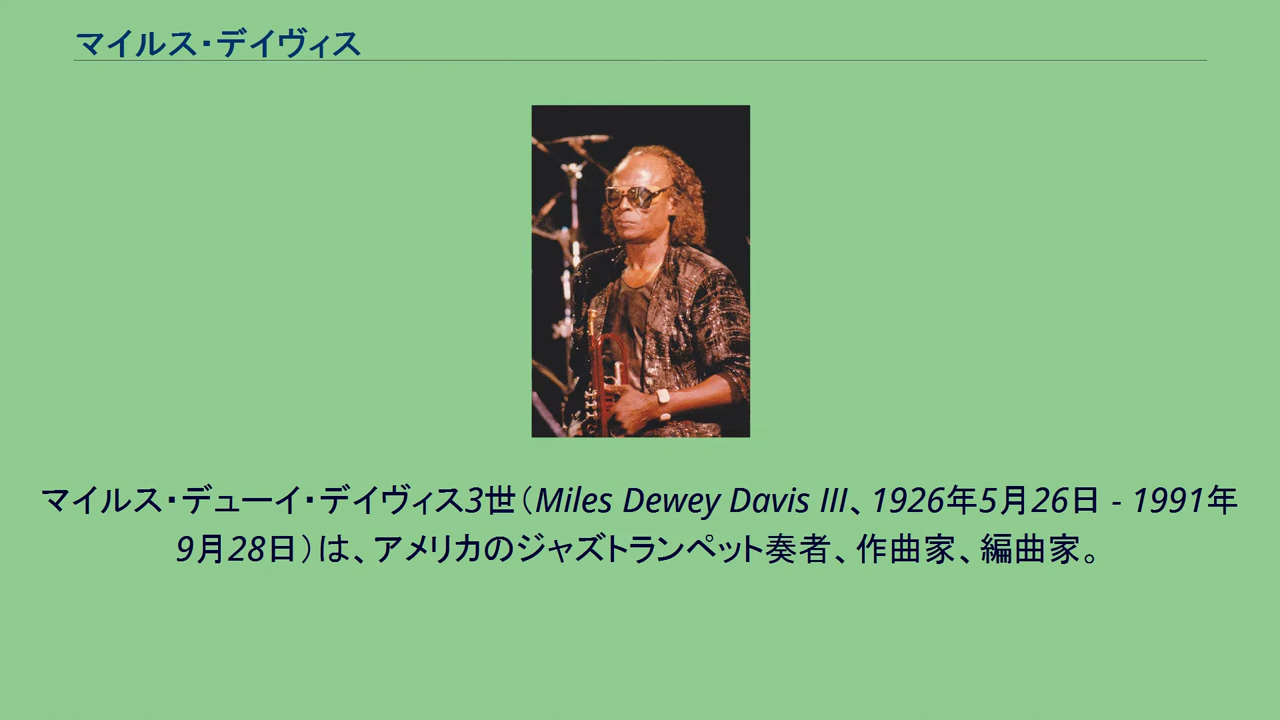 マイルス・デイヴィス
マイルス・デューイ・デイヴィス3世（Miles Dewey Davis III、1926年5月26日 - 1991年
9月28日）は、アメリカのジャズトランペット奏者、作曲家、編曲家。